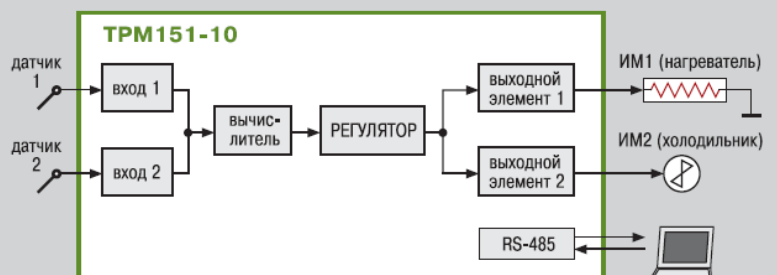 ТРМ151-10
датчик
1
вход 1
датчик
2
вход 2
вычис-
литель
РЕГУЛЯТОР
выходной
элемент 1
ИМ1 (нагреватель)
выходной
элемент 2
ИМ2 (холодильник)
RS-485